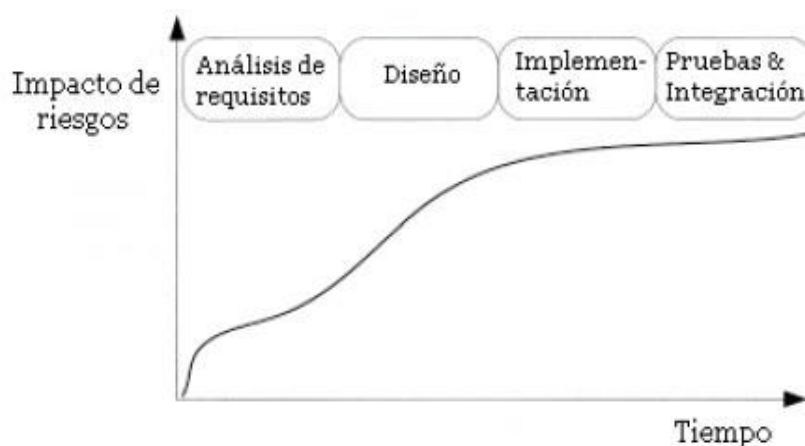 Impacto de
riesgos
Análisis de
requisitos
Diseño
Implemen-
tación
Pruebas &
Integración
Tiempo